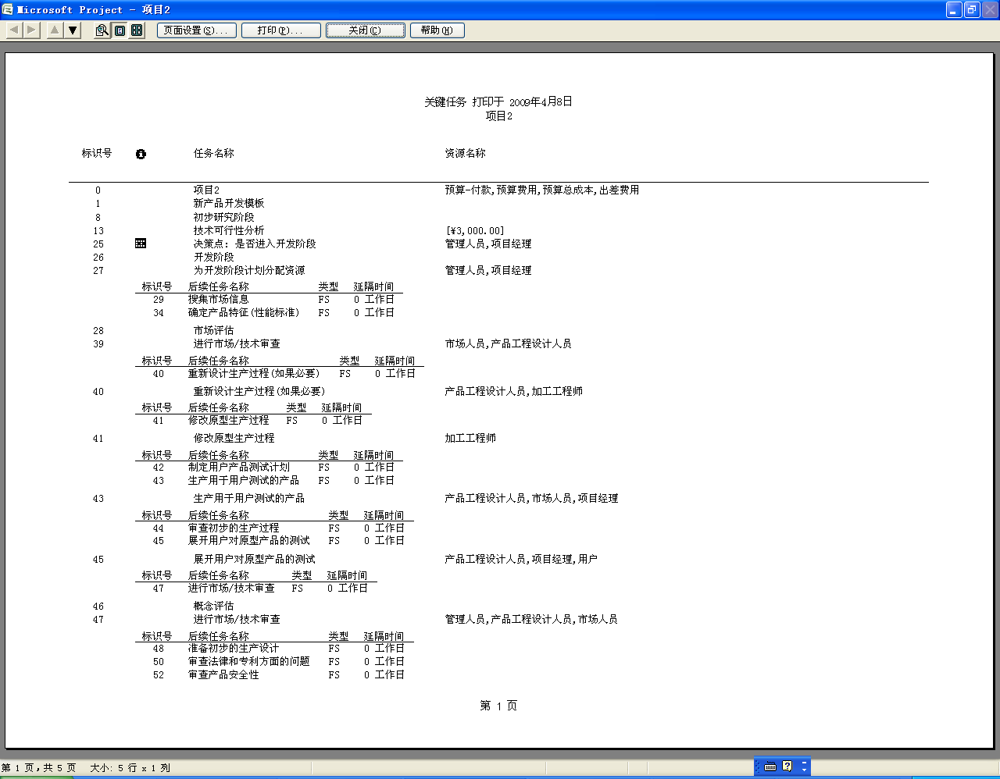 Microsoft Project - 项目2
页面设置(S)... 打印(P)... 关闭(C) 帮助(H)
关键任务 打印于 2009年4月8日
项目2
标识号 任务名称 资源名称
0 项目2 预算-付款,预算费用,预算总成本,出差费用
1 新产品开发模板
8 初步研究阶段
13 技术可行性分析 [¥3,000.00]
25 决策点: 是否进入开发阶段 管理人员,项目经理
26 开发阶段
27 为开发阶段计划分配资源 管理人员,项目经理
标识号 后续任务名称 类型 延隔时间
29 搜集市场信息 FS 0 工作日
34 确定产品特征(性能标准) FS 0 工作日
28 市场评估
39 进行市场/技术审查 市场人员,产品工程设计人员
标识号 后续任务名称 类型 延隔时间
40 重新设计生产过程(如果必要) FS 0 工作日
40 重新设计生产过程(如果必要) 产品工程设计人员,加工工程师
标识号 后续任务名称 类型 延隔时间
41 修改原型生产过程 FS 0 工作日
41 修改原型生产过程 加工工程师
标识号 后续任务名称 类型 延隔时间
42 制定用户产品测试计划 FS 0 工作日
43 生产用于用户测试的产品 FS 0 工作日
43 生产用于用户测试的产品 产品工程设计人员,市场人员,项目经理
标识号 后续任务名称 类型 延隔时间
44 审查初步的生产过程 FS 0 工作日
45 展开用户对原型产品的测试 FS 0 工作日
45 展开用户对原型产品的测试 产品工程设计人员,项目经理,用户
标识号 后续任务名称 类型 延隔时间
47 进行市场/技术审查 FS 0 工作日
46 概念评估
47 进行市场/技术审查 管理人员,产品工程设计人员,市场人员
标识号 后续任务名称 类型 延隔时间
48 准备初步的生产设计 FS 0 工作日
50 审查法律和专利方面的问题 FS 0 工作日
52 审查产品安全性 FS 0 工作日
第 1 页
第 1 页,共 5 页 大小: 5 行 x 1 列